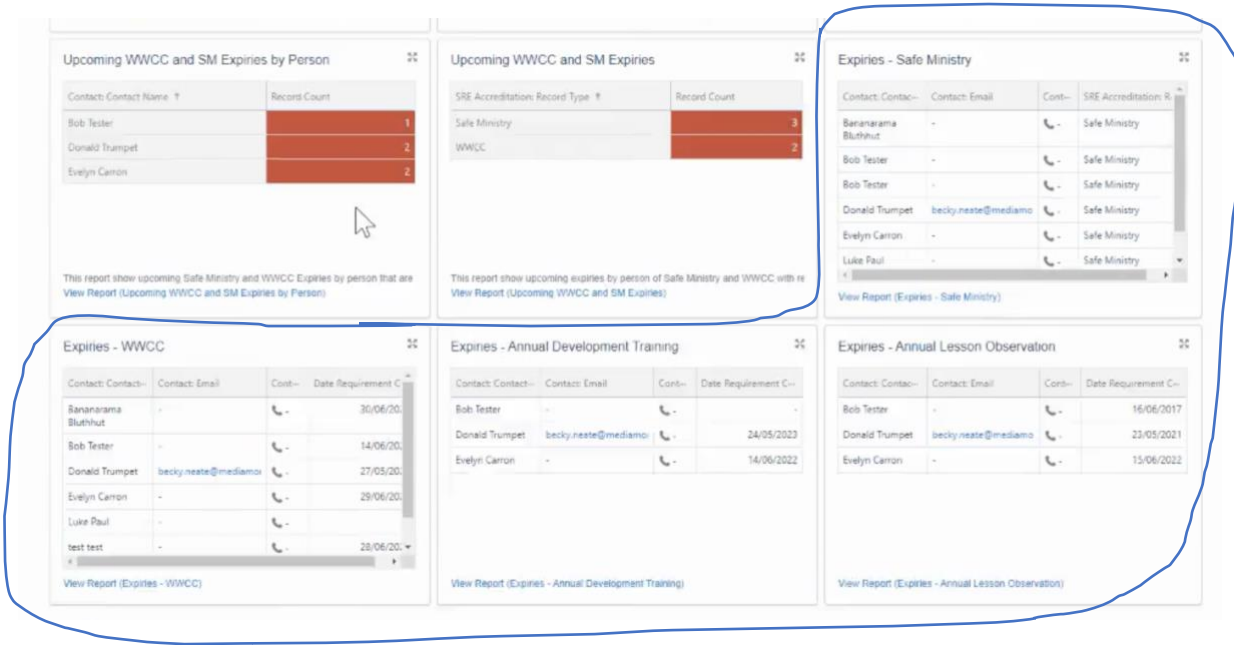 Upcoming WWCC and SM Expiries by Person
Contact: Contact Name ↑ Record Count
Bob Tester 1
Donald Trumpet 2
Evelyn Carron 2
This report show upcoming Safe Ministry and WWCC Expiries by person that are
View Report (Upcoming WWCC and SM Expiries by Person)
Upcoming WWCC and SM Expiries
SRE Accreditation: Record Type ↑ Record Count
Safe Ministry 3
WWCC 2
This report show upcoming expiries by person of Safe Ministry and WWCC with re
View Report (Upcoming WWCC and SM Expiries)
Expiries - Safe Ministry
Contact: Contac-- Contact: Email Cont-- SRE Accreditation: R
Bananarama - - Safe Ministry
Bluthhut
Bob Tester - - Safe Ministry
Bob Tester - - Safe Ministry
Donald Trumpet becky.neate@mediamo - Safe Ministry
Evelyn Carron - - Safe Ministry
Luke Paul - - Safe Ministry
View Report (Expiries - Safe Ministry)
Expiries - WWCC
Contact: Contact-- Contact: Email Cont-- Date Requirement C
Bananarama - - 30/06/20
Bluthhut
Bob Tester - - 14/06/20
Donald Trumpet becky.neate@mediamo - 27/05/20
Evelyn Carron - - 29/06/20
Luke Paul - -
test test - - 28/06/20
View Report (Expiries - WWCC)
Expiries - Annual Development Training
Contact: Contact-- Contact: Email Cont-- Date Requirement C--
Bob Tester - - -
Donald Trumpet becky.neate@mediamo - 24/05/2023
Evelyn Carron - - 14/06/2022
View Report (Expiries - Annual Development Training)
Expiries - Annual Lesson Observation
Contact: Contac-- Contact: Email Cont-- Date Requirement C--
Bob Tester - - 16/06/2017
Donald Trumpet becky.neate@mediamo - 23/05/2021
Evelyn Carron - - 15/06/2022
View Report (Expiries - Annual Lesson Observation)